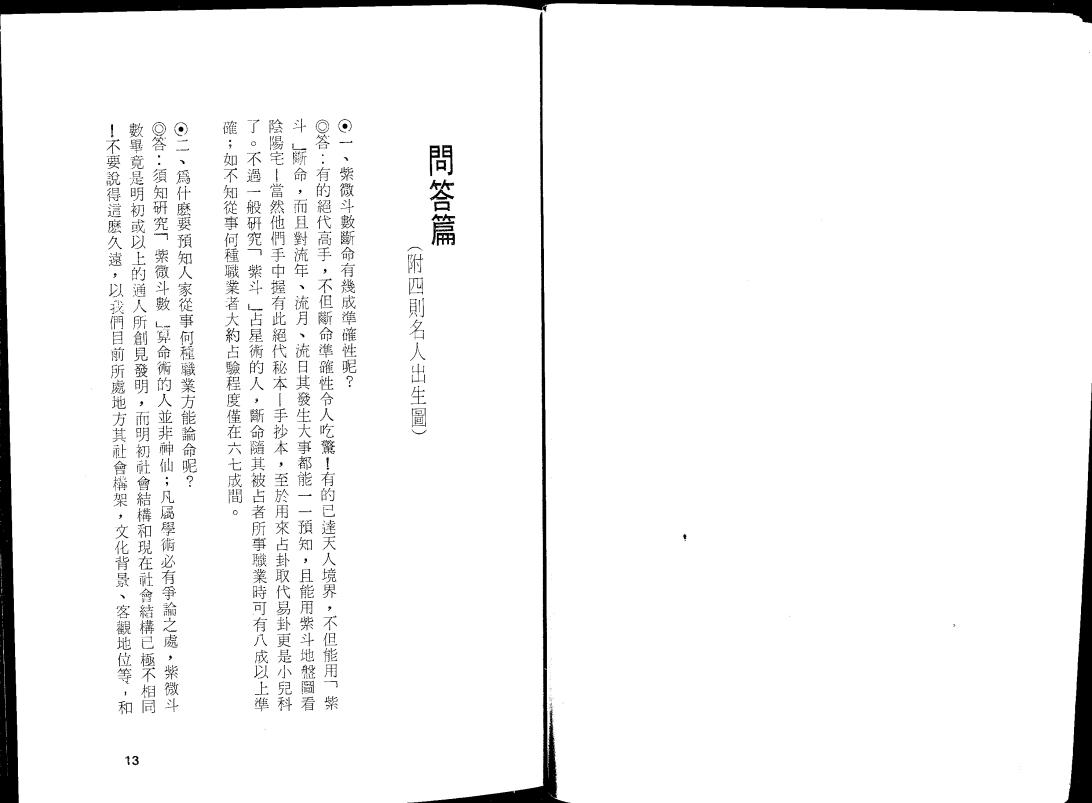 問答篇
（附四則名人出生圖）
⊙一、紫微斗數斷命有幾成準確性呢？
◎答：有的絕代高手，不但斷命準確性令人吃驚！有的已達天人境界，不但能用「紫
斗」斷命，而且對流年、流月、流日其發生大事都能一一預知，且能用紫斗地盤圖看
陰陽宅—當然他們手中握有此絕代秘本—手抄本，至於用來占卦取代易卦更是小兒科
了。不過一般研究「紫斗」占星術的人，斷命隨其被占者所事職業時可有八成以上準
確；如不知從事何種職業者大約占驗程度僅在六七成間。
⊙二、爲什麽要預知人家從事何種職業方能論命呢？
◎答：須知研究「紫微斗數」算命術的人並非神仙；凡屬學術必有爭論之處，紫微斗
數畢竟是明初或以上的通人所創見發明，而明初社會結構和現在社會結構已極不相同
！不要說得這麽久遠，以我們目前所處地方其社會構架，文化背景、客觀地位等，和
13